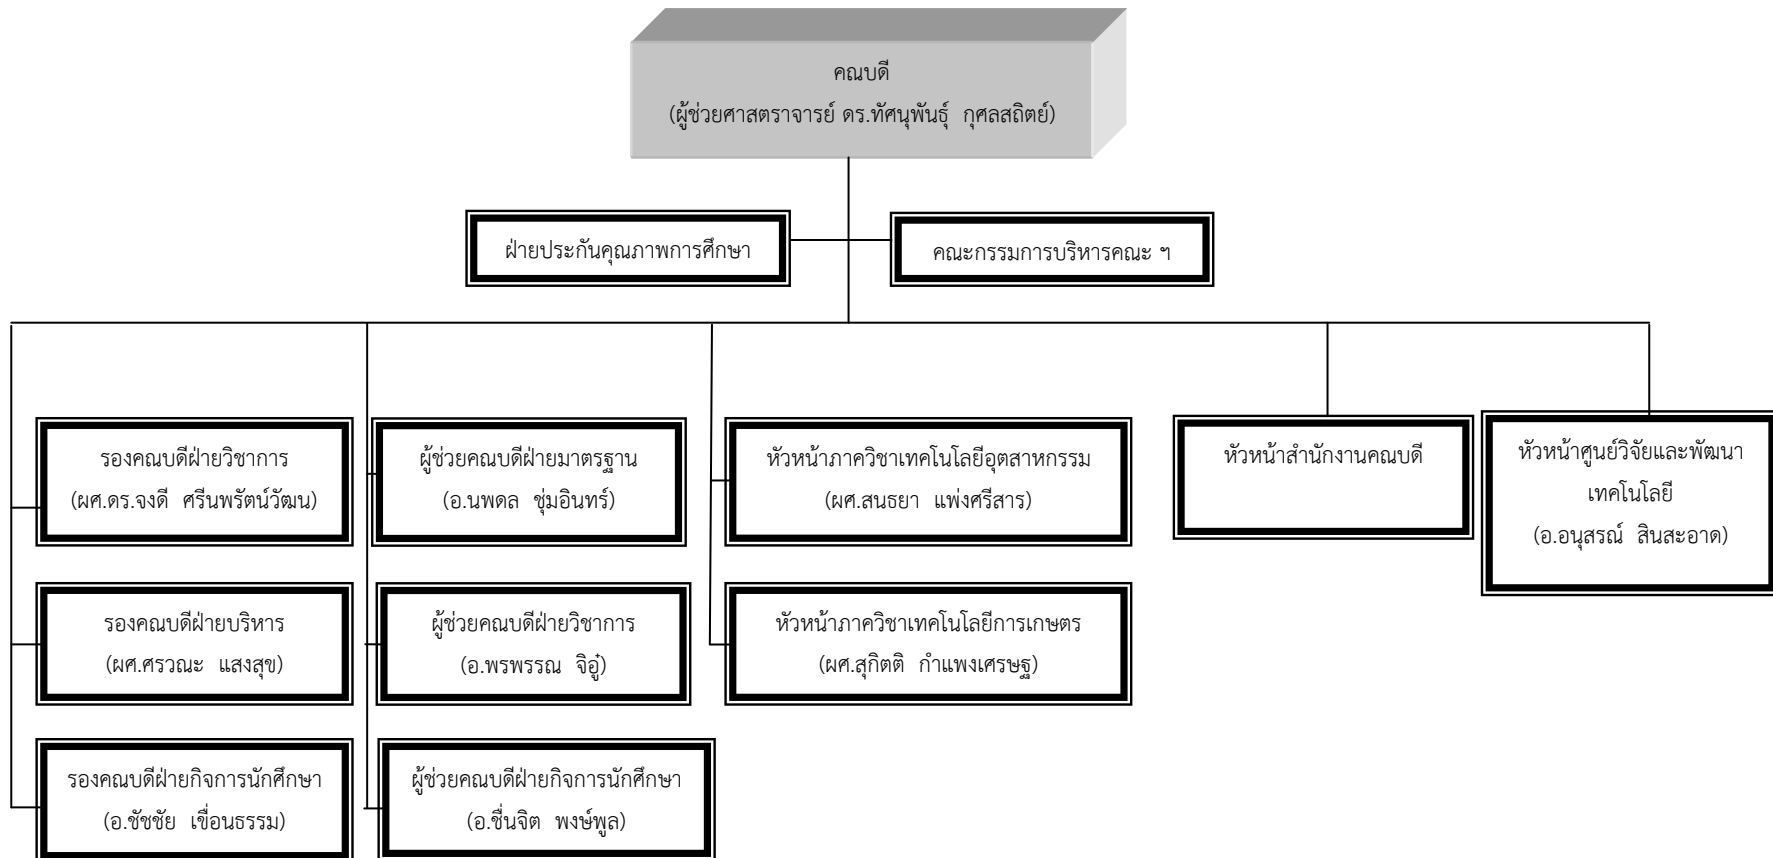 คณบดี
(ผู้ช่วยศาสตราจารย์ ดร.ทัศนุพันธุ์ กุศลสถิตย์)
ฝ่ายประกันคุณภาพการศึกษา
คณะกรรมการบริหารคณะ ฯ
รองคณบดีฝ่ายวิชาการ
(ผศ.ดร.จงดี ศรีนพรัตน์วัฒน)
ผู้ช่วยคณบดีฝ่ายมาตรฐาน
(อ.นพดล ชุ่มอินทร์)
หัวหน้าภาควิชาเทคโนโลยีอุตสาหกรรม
(ผศ.สนธยา แพ่งศรีสาร)
หัวหน้าสำนักงานคณบดี
หัวหน้าศูนย์วิจัยและพัฒนา
เทคโนโลยี
(อ.อนุสรณ์ สินสะอาด)
รองคณบดีฝ่ายบริหาร
(ผศ.ศรวณะ แสงสุข)
ผู้ช่วยคณบดีฝ่ายวิชาการ
(อ.พรพรรณ จิอู๋)
หัวหน้าภาควิชาเทคโนโลยีการเกษตร
(ผศ.สุกิตติ กำแพงเศรษฐ)
รองคณบดีฝ่ายกิจการนักศึกษา
(อ.ชัชชัย เขื่อนธรรม)
ผู้ช่วยคณบดีฝ่ายกิจการนักศึกษา
(อ.ชื่นจิต พงษ์พูล)